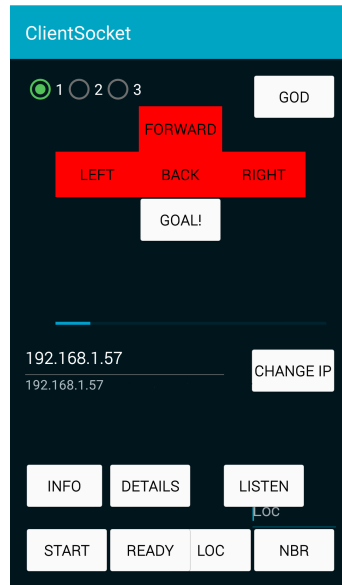 ClientSocket
1 2 3
GOD
FORWARD
LEFT BACK RIGHT
GOAL!
192.168.1.57
192.168.1.57
CHANGE IP
INFO DETAILS LISTEN
Loc
START READY LOC NBR